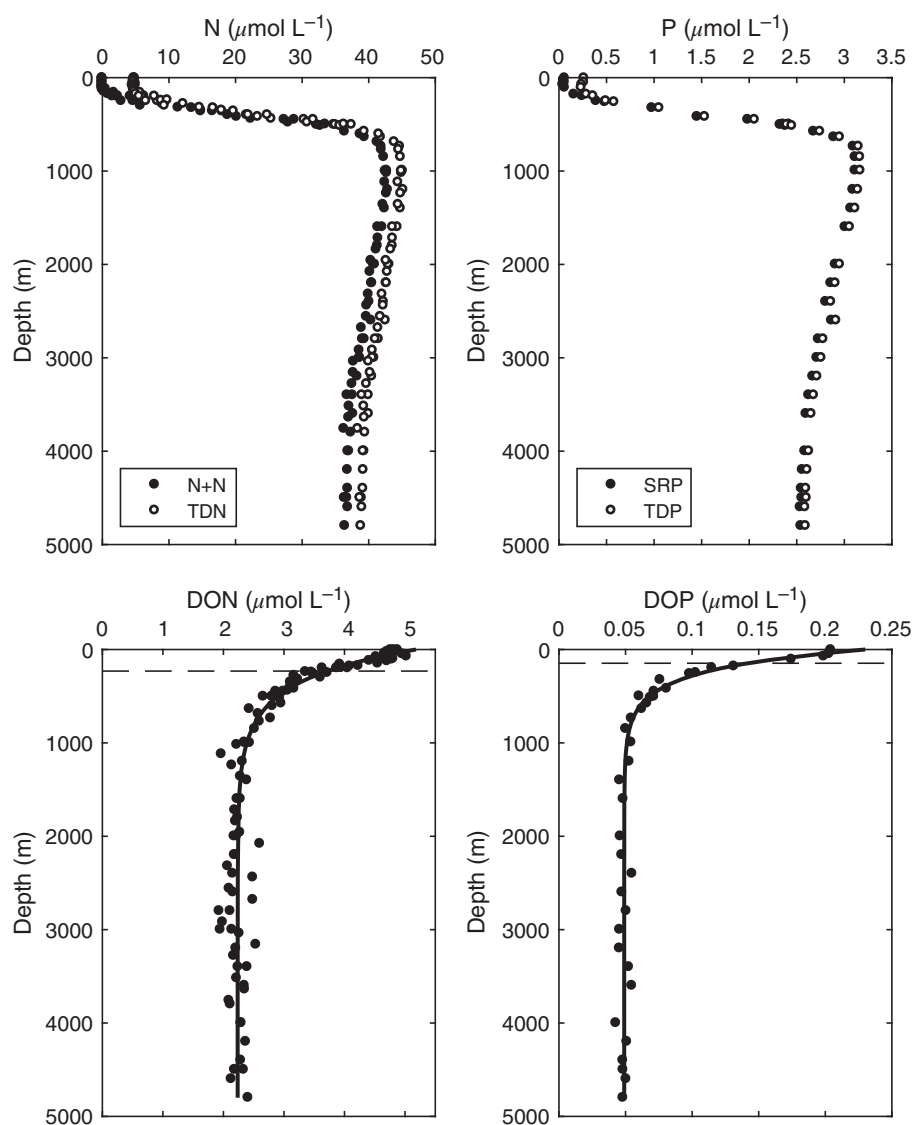 N (μmol L⁻¹)
0 10 20 30 40 50
0
1000
2000
3000
4000
5000
Depth (m)
N+N
TDN
P (μmol L⁻¹)
0 0.5 1 1.5 2 2.5 3 3.5
0
1000
2000
3000
4000
5000
Depth (m)
SRP
TDP
DON (μmol L⁻¹)
0 1 2 3 4 5
0
1000
2000
3000
4000
5000
Depth (m)
DOP (μmol L⁻¹)
0 0.05 0.1 0.15 0.2 0.25
0
1000
2000
3000
4000
5000
Depth (m)